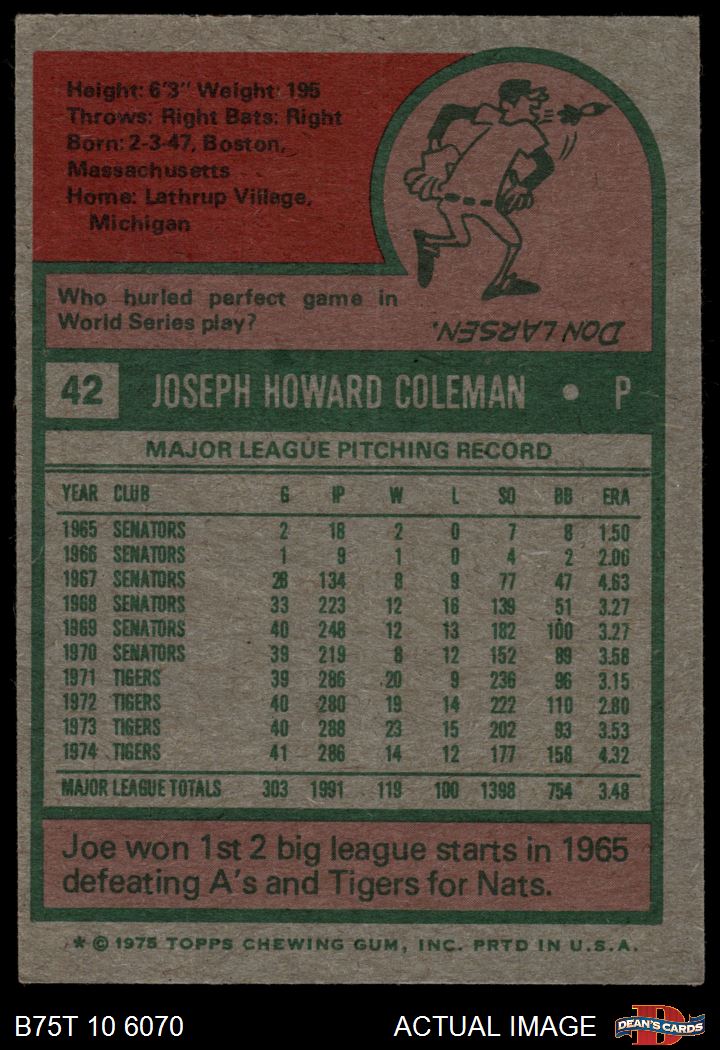 Height: 6'3" Weight: 195
Throws: Right Bats: Right
Born: 2-3-47, Boston,
Massachusetts
Home: Lathrup Village,
Michigan
Who hurled perfect game in
World Series play?
DON LARSEN.
42 JOSEPH HOWARD COLEMAN • P
MAJOR LEAGUE PITCHING RECORD
YEAR CLUB G IP W L SO BB ERA
1965 SENATORS 2 18 2 0 7 8 1.50
1966 SENATORS 1 9 1 0 4 2 2.00
1967 SENATORS 28 134 8 9 77 47 4.63
1968 SENATORS 33 223 12 16 139 51 3.27
1969 SENATORS 40 248 12 13 182 100 3.27
1970 SENATORS 39 219 8 12 152 89 3.58
1971 TIGERS 39 286 20 9 236 96 3.15
1972 TIGERS 40 280 19 14 222 110 2.80
1973 TIGERS 40 288 23 15 202 93 3.53
1974 TIGERS 41 286 14 12 177 158 4.32
MAJOR LEAGUE TOTALS 303 1991 119 100 1398 754 3.48
Joe won 1st 2 big league starts in 1965
defeating A's and Tigers for Nats.
* © 1975 TOPPS CHEWING GUM, INC. PRTD IN U.S.A.
B75T 10 6070 ACTUAL IMAGE D DEAN'S CARDS